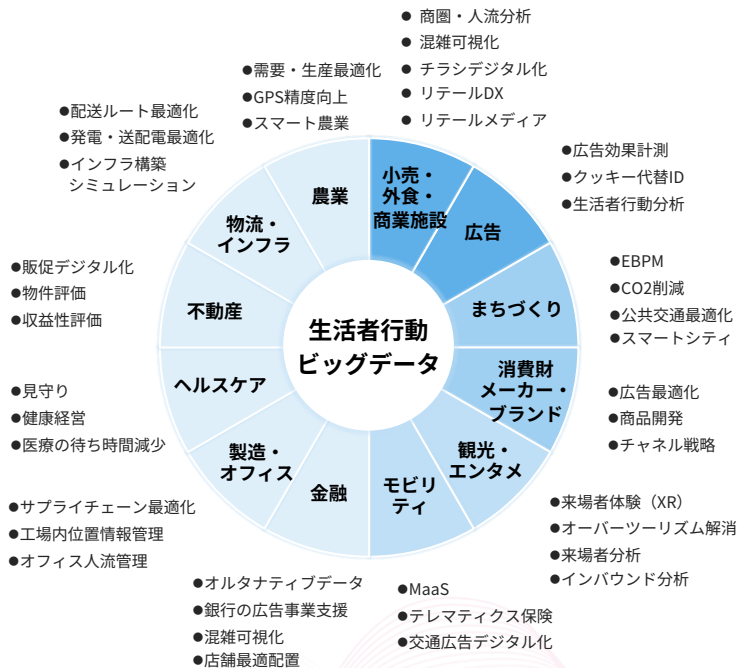 ● 商圏・人流分析
● 混雑可視化
● チラシデジタル化
● リテールDX
● リテールメディア
●需要・生産最適化
●GPS精度向上
●スマート農業
●配送ルート最適化
●発電・送配電最適化
●インフラ構築
シミュレーション
●広告効果計測
●クッキー代替ID
●生活者行動分析
●販促デジタル化
●物件評価
●収益性評価
●EBPM
●CO2削減
●公共交通最適化
●スマートシティ
●見守り
●健康経営
●医療の待ち時間減少
●広告最適化
●商品開発
●チャネル戦略
●サプライチェーン最適化
●工場内位置情報管理
●オフィス人流管理
●来場者体験（XR）
●オーバーツーリズム解消
●来場者分析
●インバウンド分析
●オルタナティブデータ
●銀行の広告事業支援
●混雑可視化
●店舗最適配置
●MaaS
●テレマティクス保険
●交通広告デジタル化
小売・
外食・
商業施設
広告
まちづくり
消費財
メーカー・
ブランド
観光・
エンタメ
モビリ
ティ
金融
製造・
オフィス
ヘルスケア
不動産
物流・
インフラ
農業
生活者行動
ビッグデータ